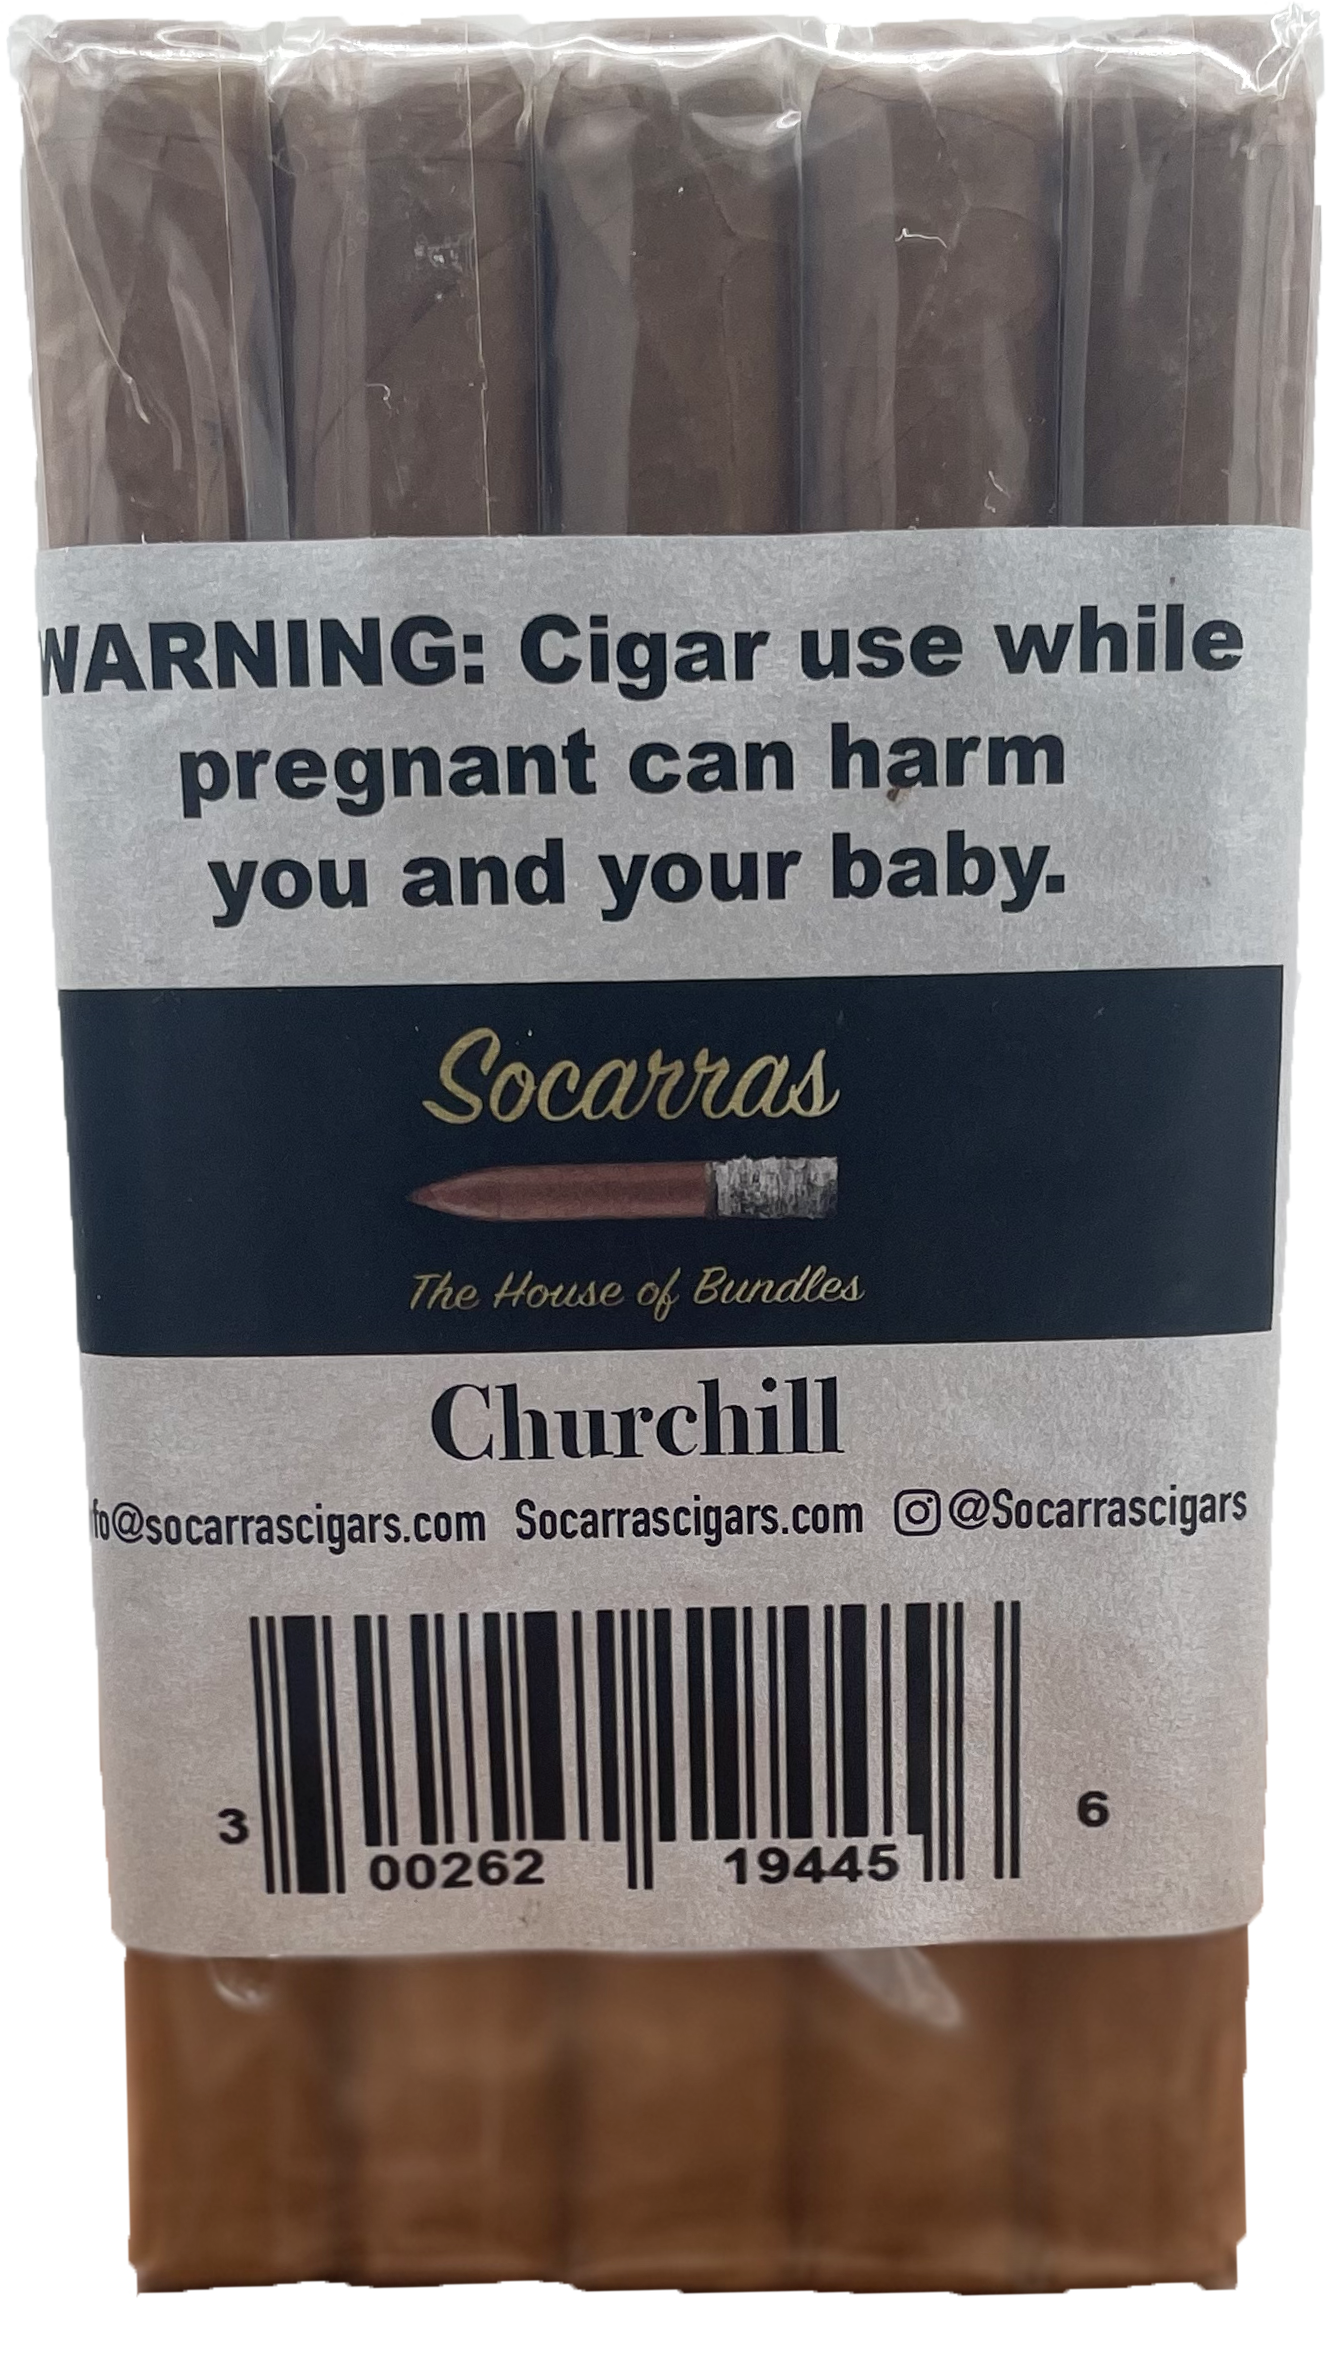 WARNING: Cigar use while
pregnant can harm
you and your baby.
Socarras
The House of Bundles
Churchill
fo@socarrascigars.com Socarrascigars.com @Socarrascigars
3 00262 19445 6